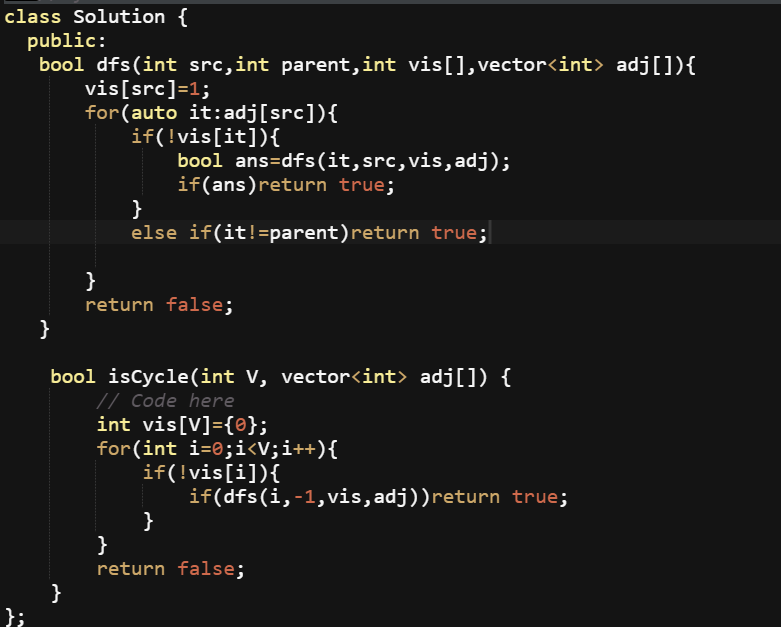 class Solution {
  public:
   bool dfs(int src,int parent,int vis[],vector<int> adj[]){
       vis[src]=1;
       for(auto it:adj[src]){
           if(!vis[it]){
               bool ans=dfs(it,src,vis,adj);
               if(ans)return true;
           }
           else if(it!=parent)return true;
       }
       return false;
   }
    bool isCycle(int V, vector<int> adj[]) {
        // Code here
        int vis[V]={0};
        for(int i=0;i<V;i++){
            if(!vis[i]){
                if(dfs(i,-1,vis,adj))return true;
            }
        }
        return false;
    }
};